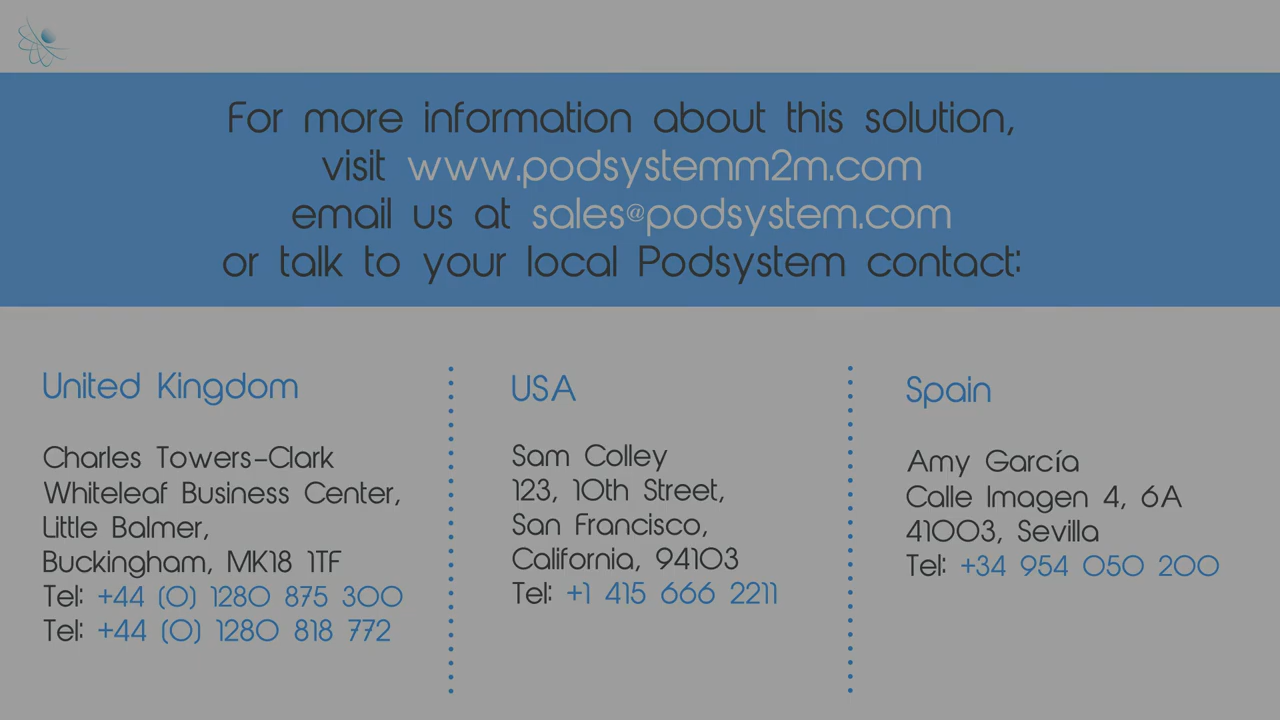 For more information about this solution,
visit www.podsystemm2m.com
email us at sales@podsystem.com
or talk to your local Podsystem contact:
United Kingdom
Charles Towers-Clark
Whiteleaf Business Center,
Little Balmer,
Buckingham, MK18 1TF
Tel: +44 (0) 1280 875 300
Tel: +44 (0) 1280 818 772
USA
Sam Colley
123, 10th Street,
San Francisco,
California, 94103
Tel: +1 415 666 2211
Spain
Amy García
Calle Imagen 4, 6A
41003, Sevilla
Tel: +34 954 050 200